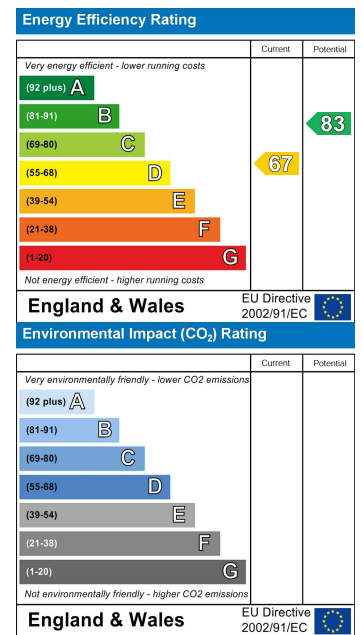 Energy Efficiency Rating
Current Potential
Very energy efficient - lower running costs
(92 plus) A
(81-91) B
(69-80) C
(55-68) D
(39-54) E
(21-38) F
(1-20) G
83
67
Not energy efficient - higher running costs
England & Wales
EU Directive
2002/91/EC
Environmental Impact (CO₂) Rating
Current Potential
Very environmentally friendly - lower CO2 emissions
(92 plus) A
(81-91) B
(69-80) C
(55-68) D
(39-54) E
(21-38) F
(1-20) G
Not environmentally friendly - higher CO2 emissions
England & Wales
EU Directive
2002/91/EC